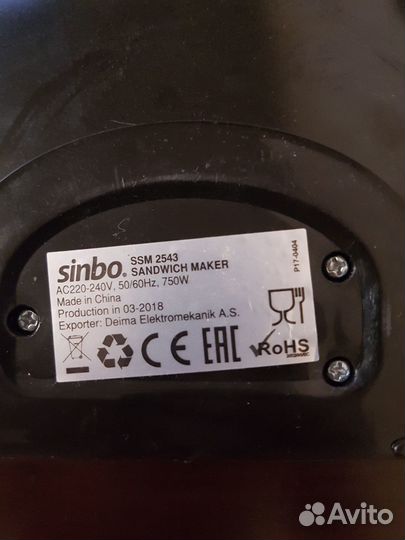 sinbo® SSM 2543
SANDWICH MAKER
AC220-240V, 50/60Hz, 750W
Made in China
Production in 03-2018
Exporter: Deima Elektromekanik A.S.
CE EAC RoHS
P17-0404
Avito